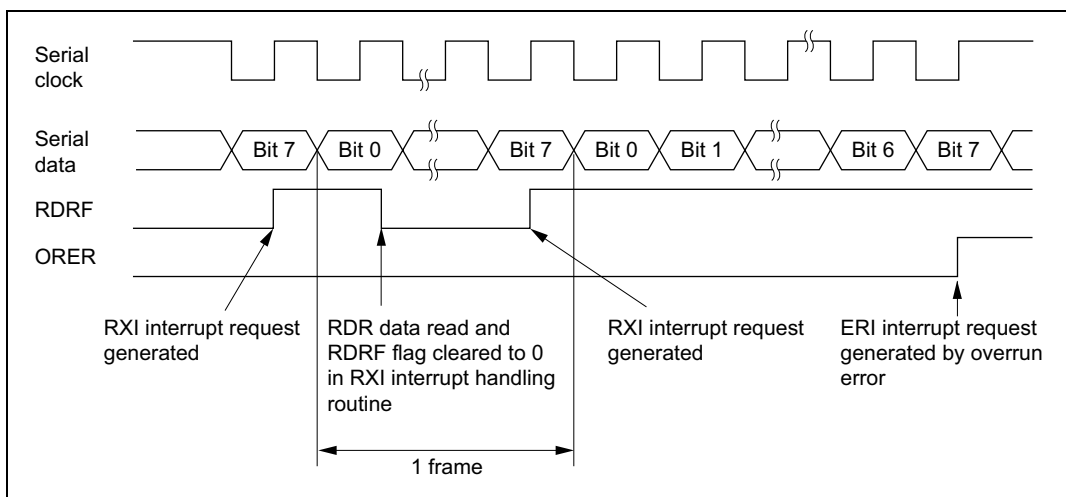 Serial
clock
Serial
data
Bit 7
Bit 0
Bit 7
Bit 0
Bit 1
Bit 6
Bit 7
RDRF
ORER
RXI interrupt request
generated
RDR data read and
RDRF flag cleared to 0
in RXI interrupt handling
routine
RXI interrupt request
generated
ERI interrupt request
generated by overrun
error
1 frame